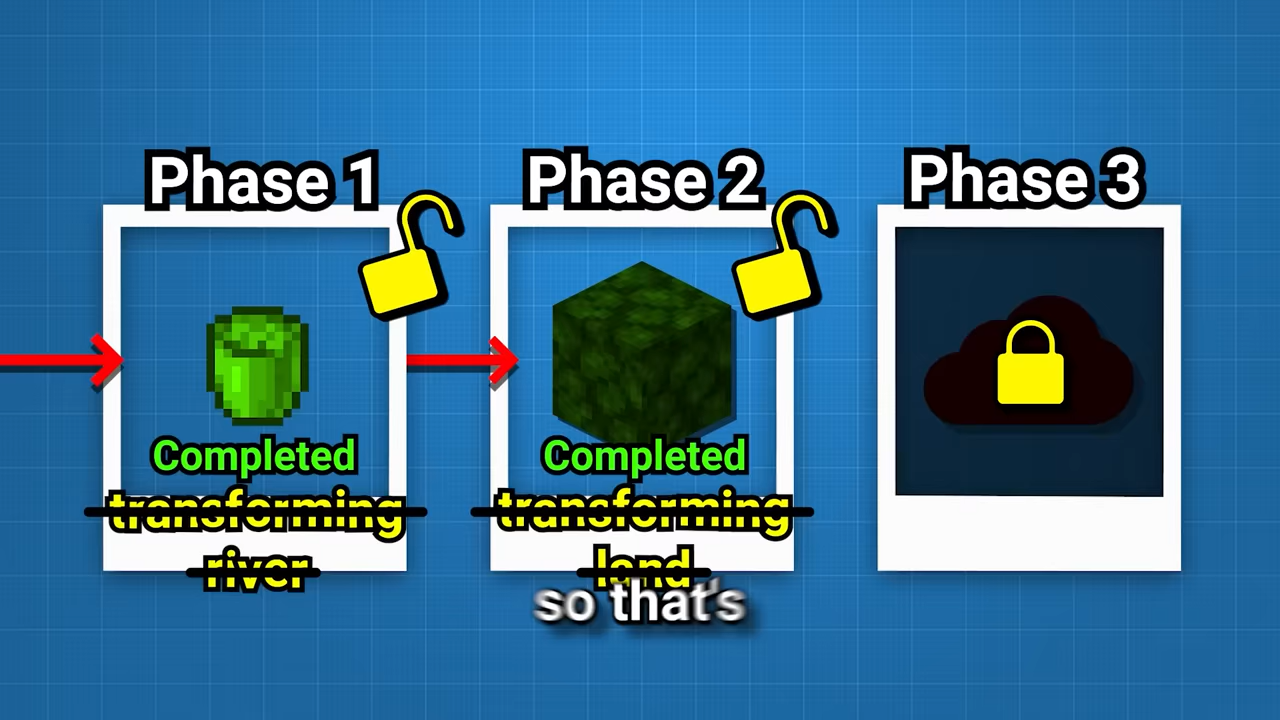 Phase 1
Completed
transforming
river
Phase 2
Completed
transforming
land
Phase 3
so that's